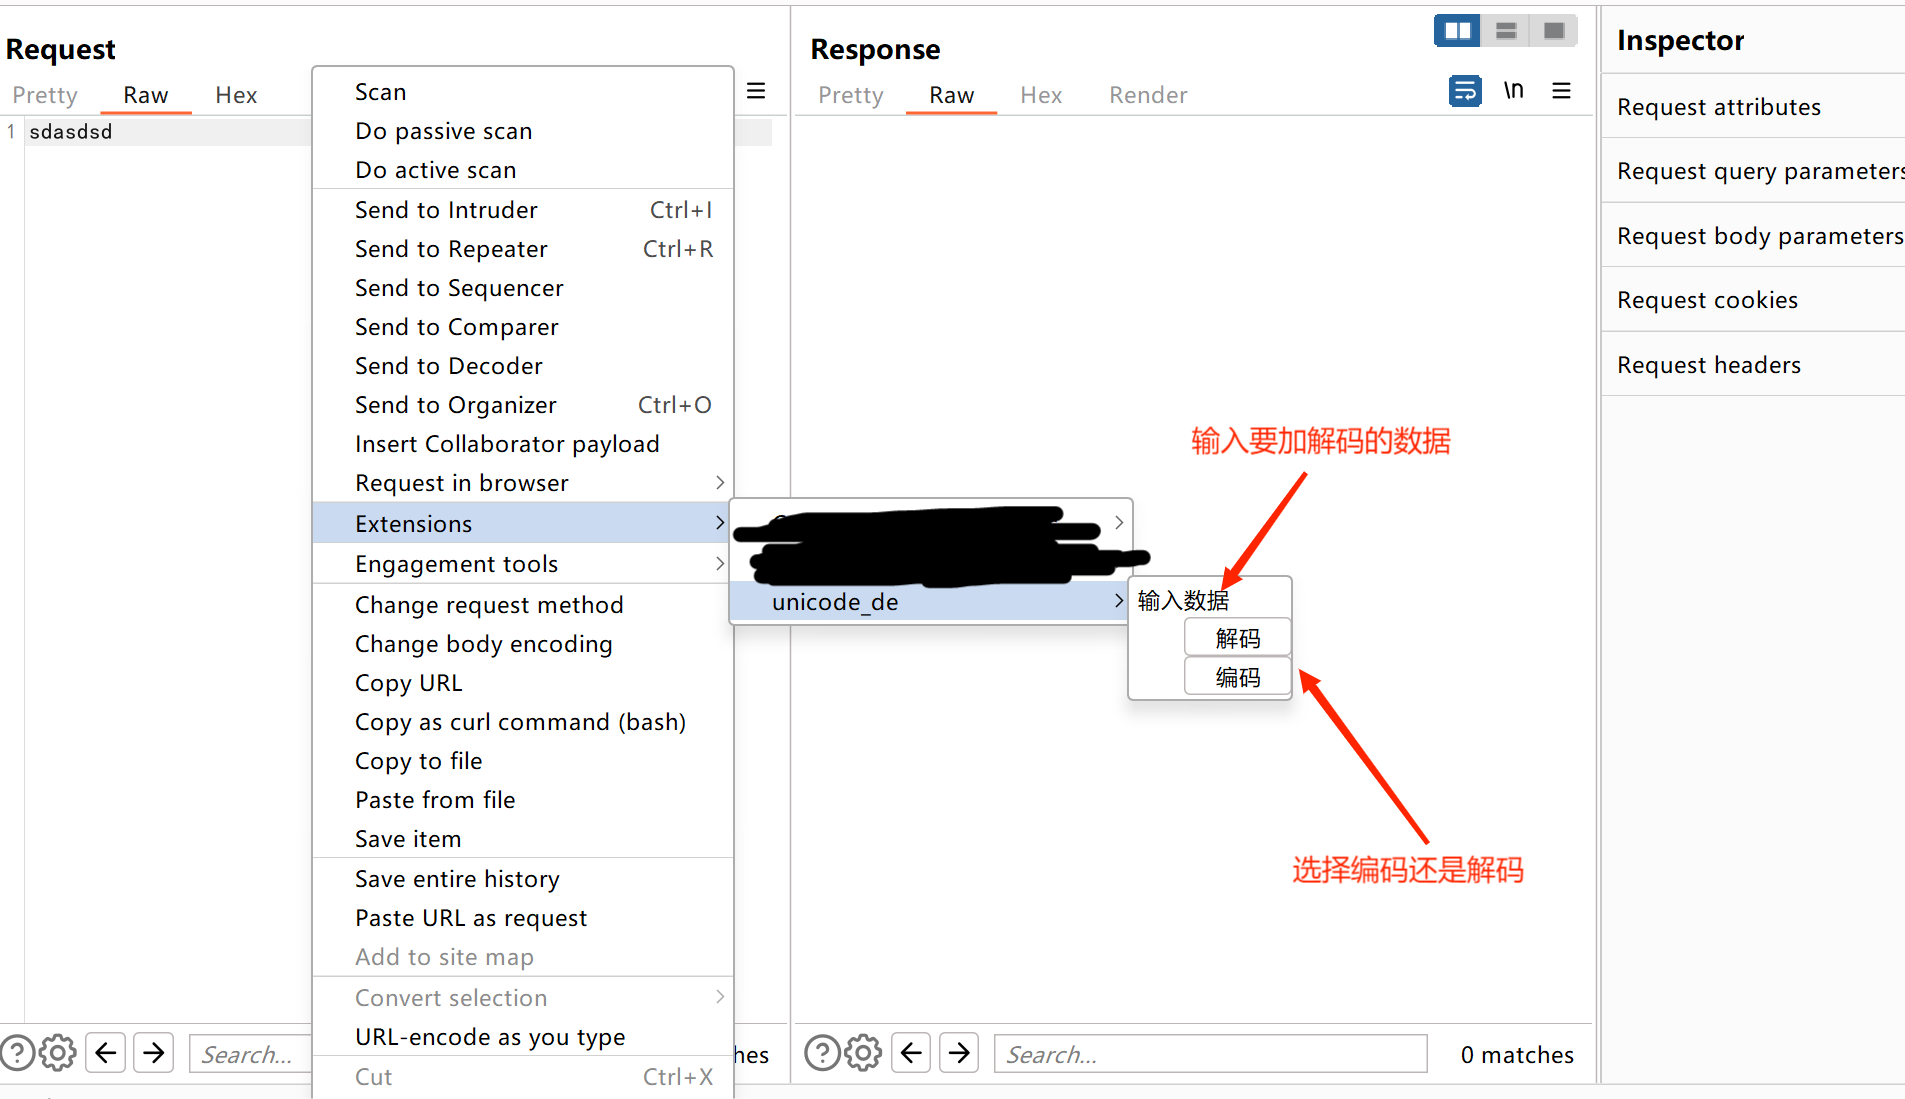 Request
Pretty Raw Hex
1 sdasdsd
Scan
Do passive scan
Do active scan
Send to Intruder Ctrl+I
Send to Repeater Ctrl+R
Send to Sequencer
Send to Comparer
Send to Decoder
Send to Organizer Ctrl+O
Insert Collaborator payload
Request in browser
Extensions
Engagement tools
Change request method
Change body encoding
Copy URL
Copy as curl command (bash)
Copy to file
Paste from file
Save item
Save entire history
Paste URL as request
Add to site map
Convert selection
URL-encode as you type
Cut Ctrl+X
unicode_de
输入数据
解码
编码
Search...
Response
Pretty Raw Hex Render
\n
输入要加解码的数据
选择编码还是解码
Search...
0 matches
Inspector
Request attributes
Request query parameters
Request body parameters
Request cookies
Request headers